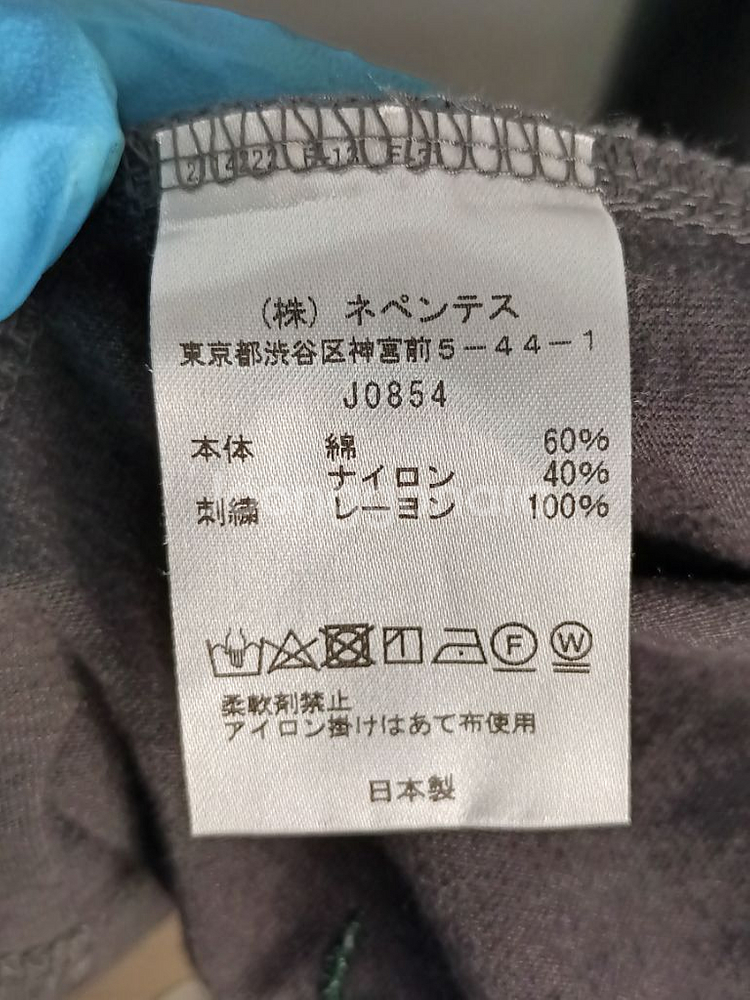 (株) ネペンテス
東京都渋谷区神宮前5-44-1
J0854
本体 綿 60%
ナイロン 40%
刺繍 レーヨン 100%
F W
柔軟剤禁止
アイロン掛けはあて布使用
日本製